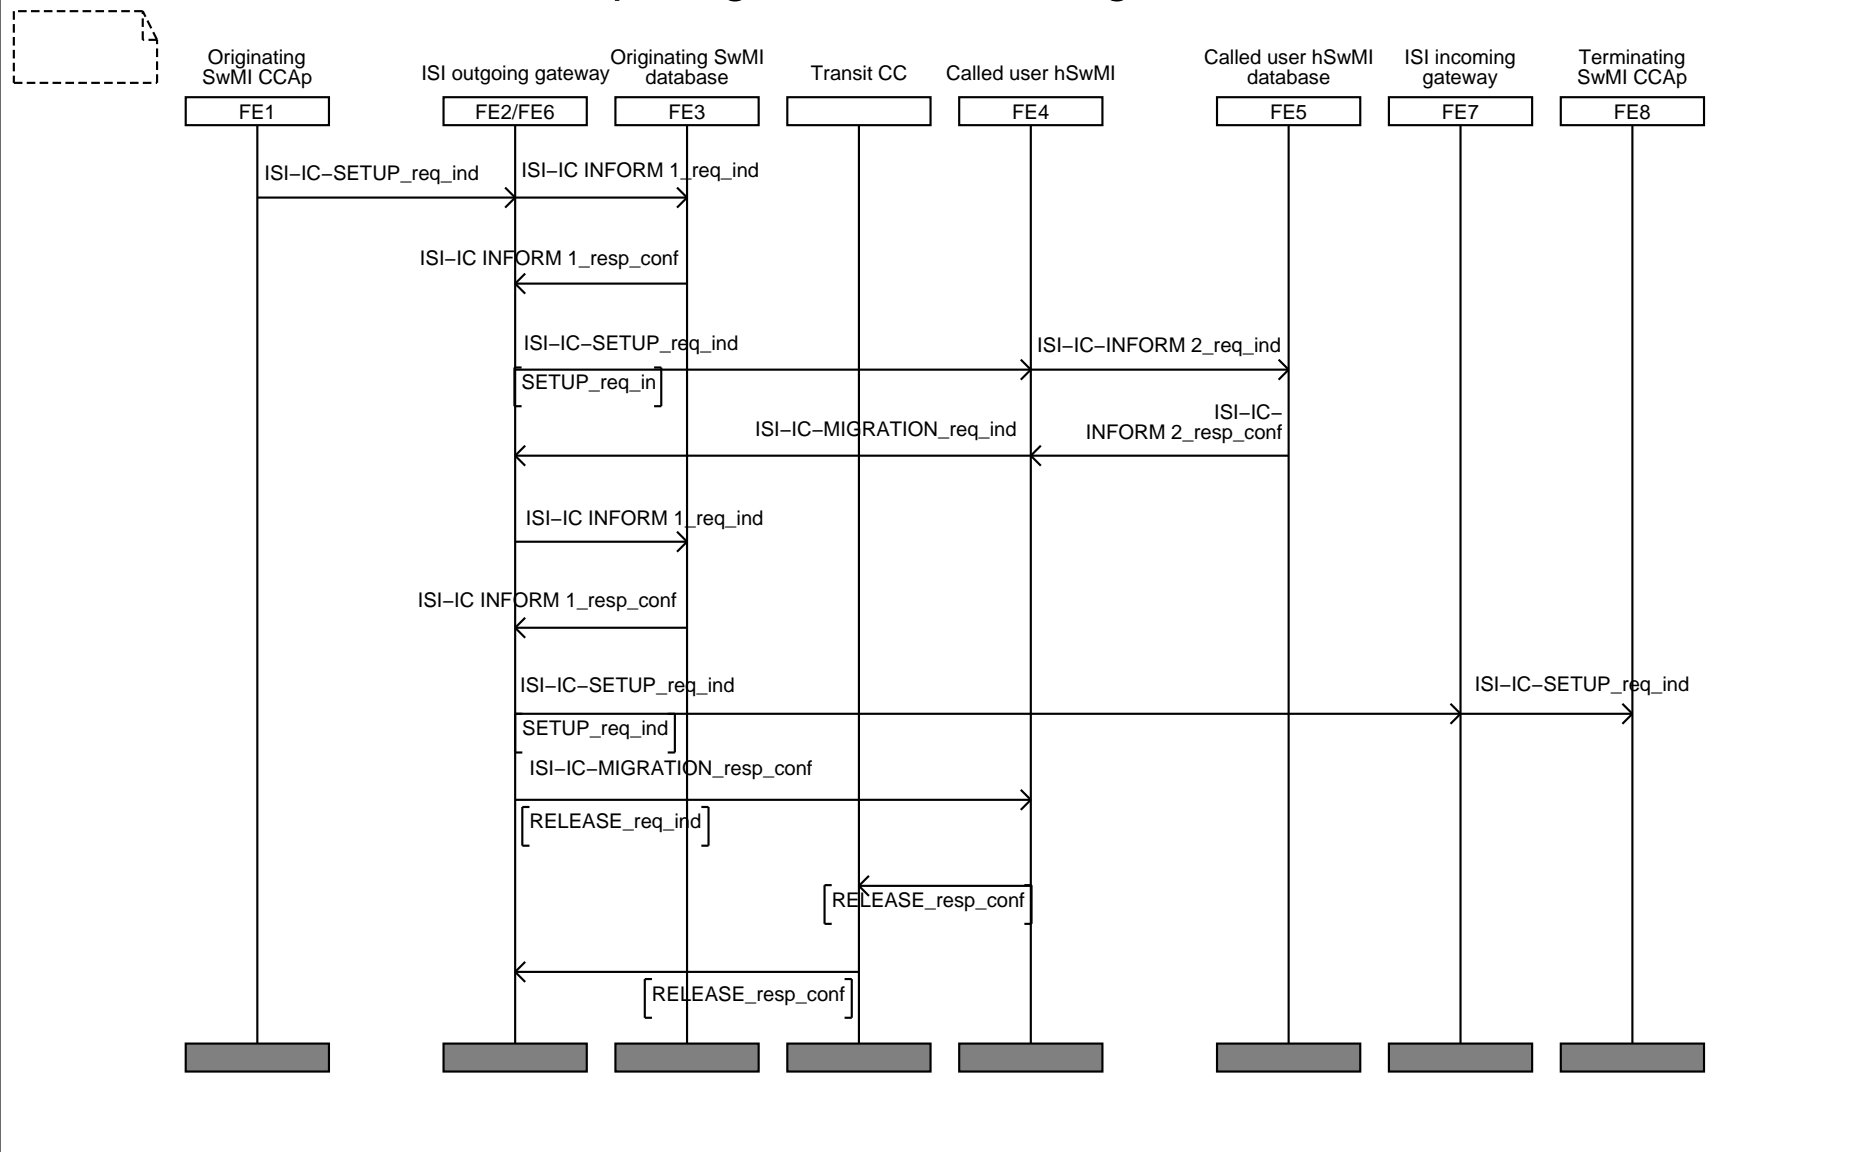 Originating
SwMI CCAp
ISI outgoing gateway
Originating SwMI
database
Transit CC
Called user hSwMI
Called user hSwMI
database
ISI incoming
gateway
Terminating
SwMI CCAp
FE1
FE2/FE6
FE3
FE4
FE5
FE7
FE8
ISI–IC–SETUP_req_ind
ISI–IC INFORM 1_req_ind
ISI–IC INFORM 1_resp_conf
ISI–IC–SETUP_req_ind
ISI–IC–INFORM 2_req_ind
SETUP_req_in
ISI–IC–
INFORM 2_resp_conf
ISI–IC–MIGRATION_req_ind
ISI–IC INFORM 1_req_ind
ISI–IC INFORM 1_resp_conf
ISI–IC–SETUP_req_ind
ISI–IC–SETUP_req_ind
SETUP_req_ind
ISI–IC–MIGRATION_resp_conf
RELEASE_req_ind
RELEASE_resp_conf
RELEASE_resp_conf